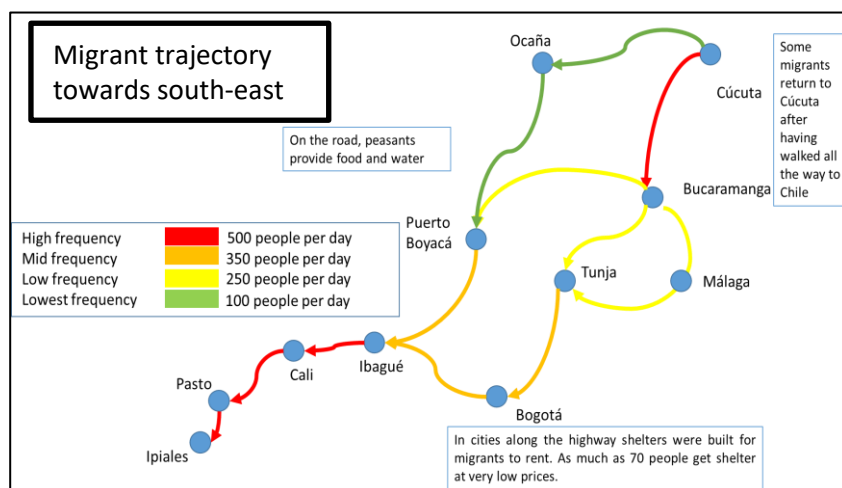 Migrant trajectory
towards south-east
Ocaña
Cúcuta
Some
migrants
return to
Cúcuta
after
having
walked all
the way to
Chile
On the road, peasants
provide food and water
Bucaramanga
Puerto
Boyacá
High frequency 500 people per day
Mid frequency 350 people per day
Low frequency 250 people per day
Lowest frequency 100 people per day
Tunja
Málaga
Ibagué
Cali
Pasto
Bogotá
Ipiales
In cities along the highway shelters were built for
migrants to rent. As much as 70 people get shelter
at very low prices.